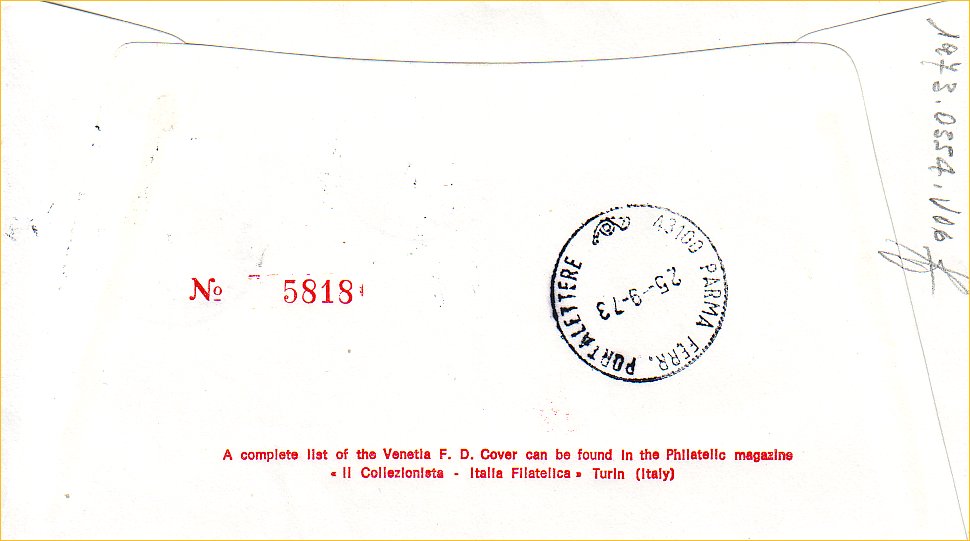 Nº 5818
43100 PARMA FERR. PORTALETTERE
25-9-73
A complete list of the Venetia F. D. Cover can be found in the Philatelic magazine
« Il Collezionista - Italia Filatelica » Turin (Italy)